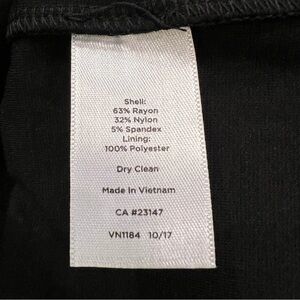 Shell:
63% Rayon
32% Nylon
5% Spandex
Lining:
100% Polyester
Dry Clean
Made In Vietnam
CA #23147
VN1184 10/17